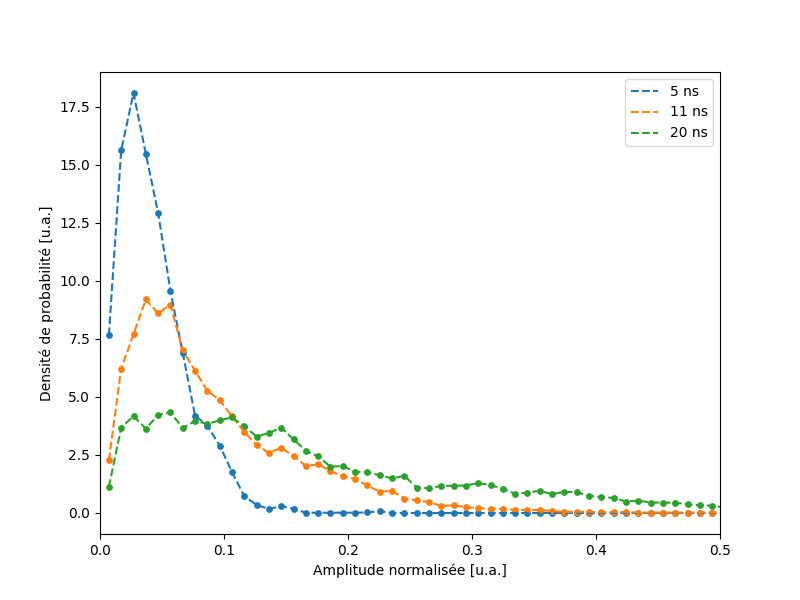 5 ns
11 ns
20 ns
Densité de probabilité [u.a.]
17.5
15.0
12.5
10.0
7.5
5.0
2.5
0.0
0.0 0.1 0.2 0.3 0.4 0.5
Amplitude normalisée [u.a.]